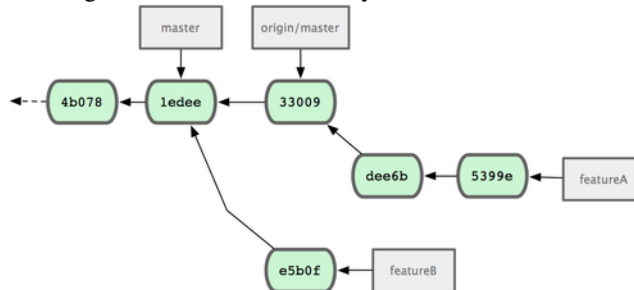 master
origin/master
4b078
1edee
33009
dee6b
5399e
featureA
e5b0f
featureB